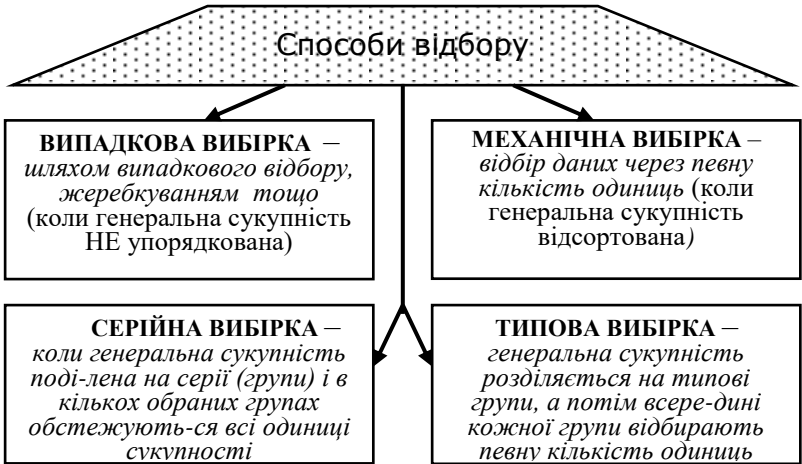 Способи відбору
ВИПАДКОВА ВИБІРКА –
шляхом випадкового відбору,
жеребкуванням тощо
(коли генеральна сукупність
НЕ упорядкована)
МЕХАНІЧНА ВИБІРКА –
відбір даних через певну
кількість одиниць (коли
генеральна сукупність
відсортована)
СЕРІЙНА ВИБІРКА –
коли генеральна сукупність
поді-лена на серії (групи) і в
кількох обраних групах
обстежують-ся всі одиниці
сукупності
ТИПОВА ВИБІРКА –
генеральна сукупність
розділяється на типові
групи, а потім всере-дині
кожної групи відбирають
певну кількість одиниць